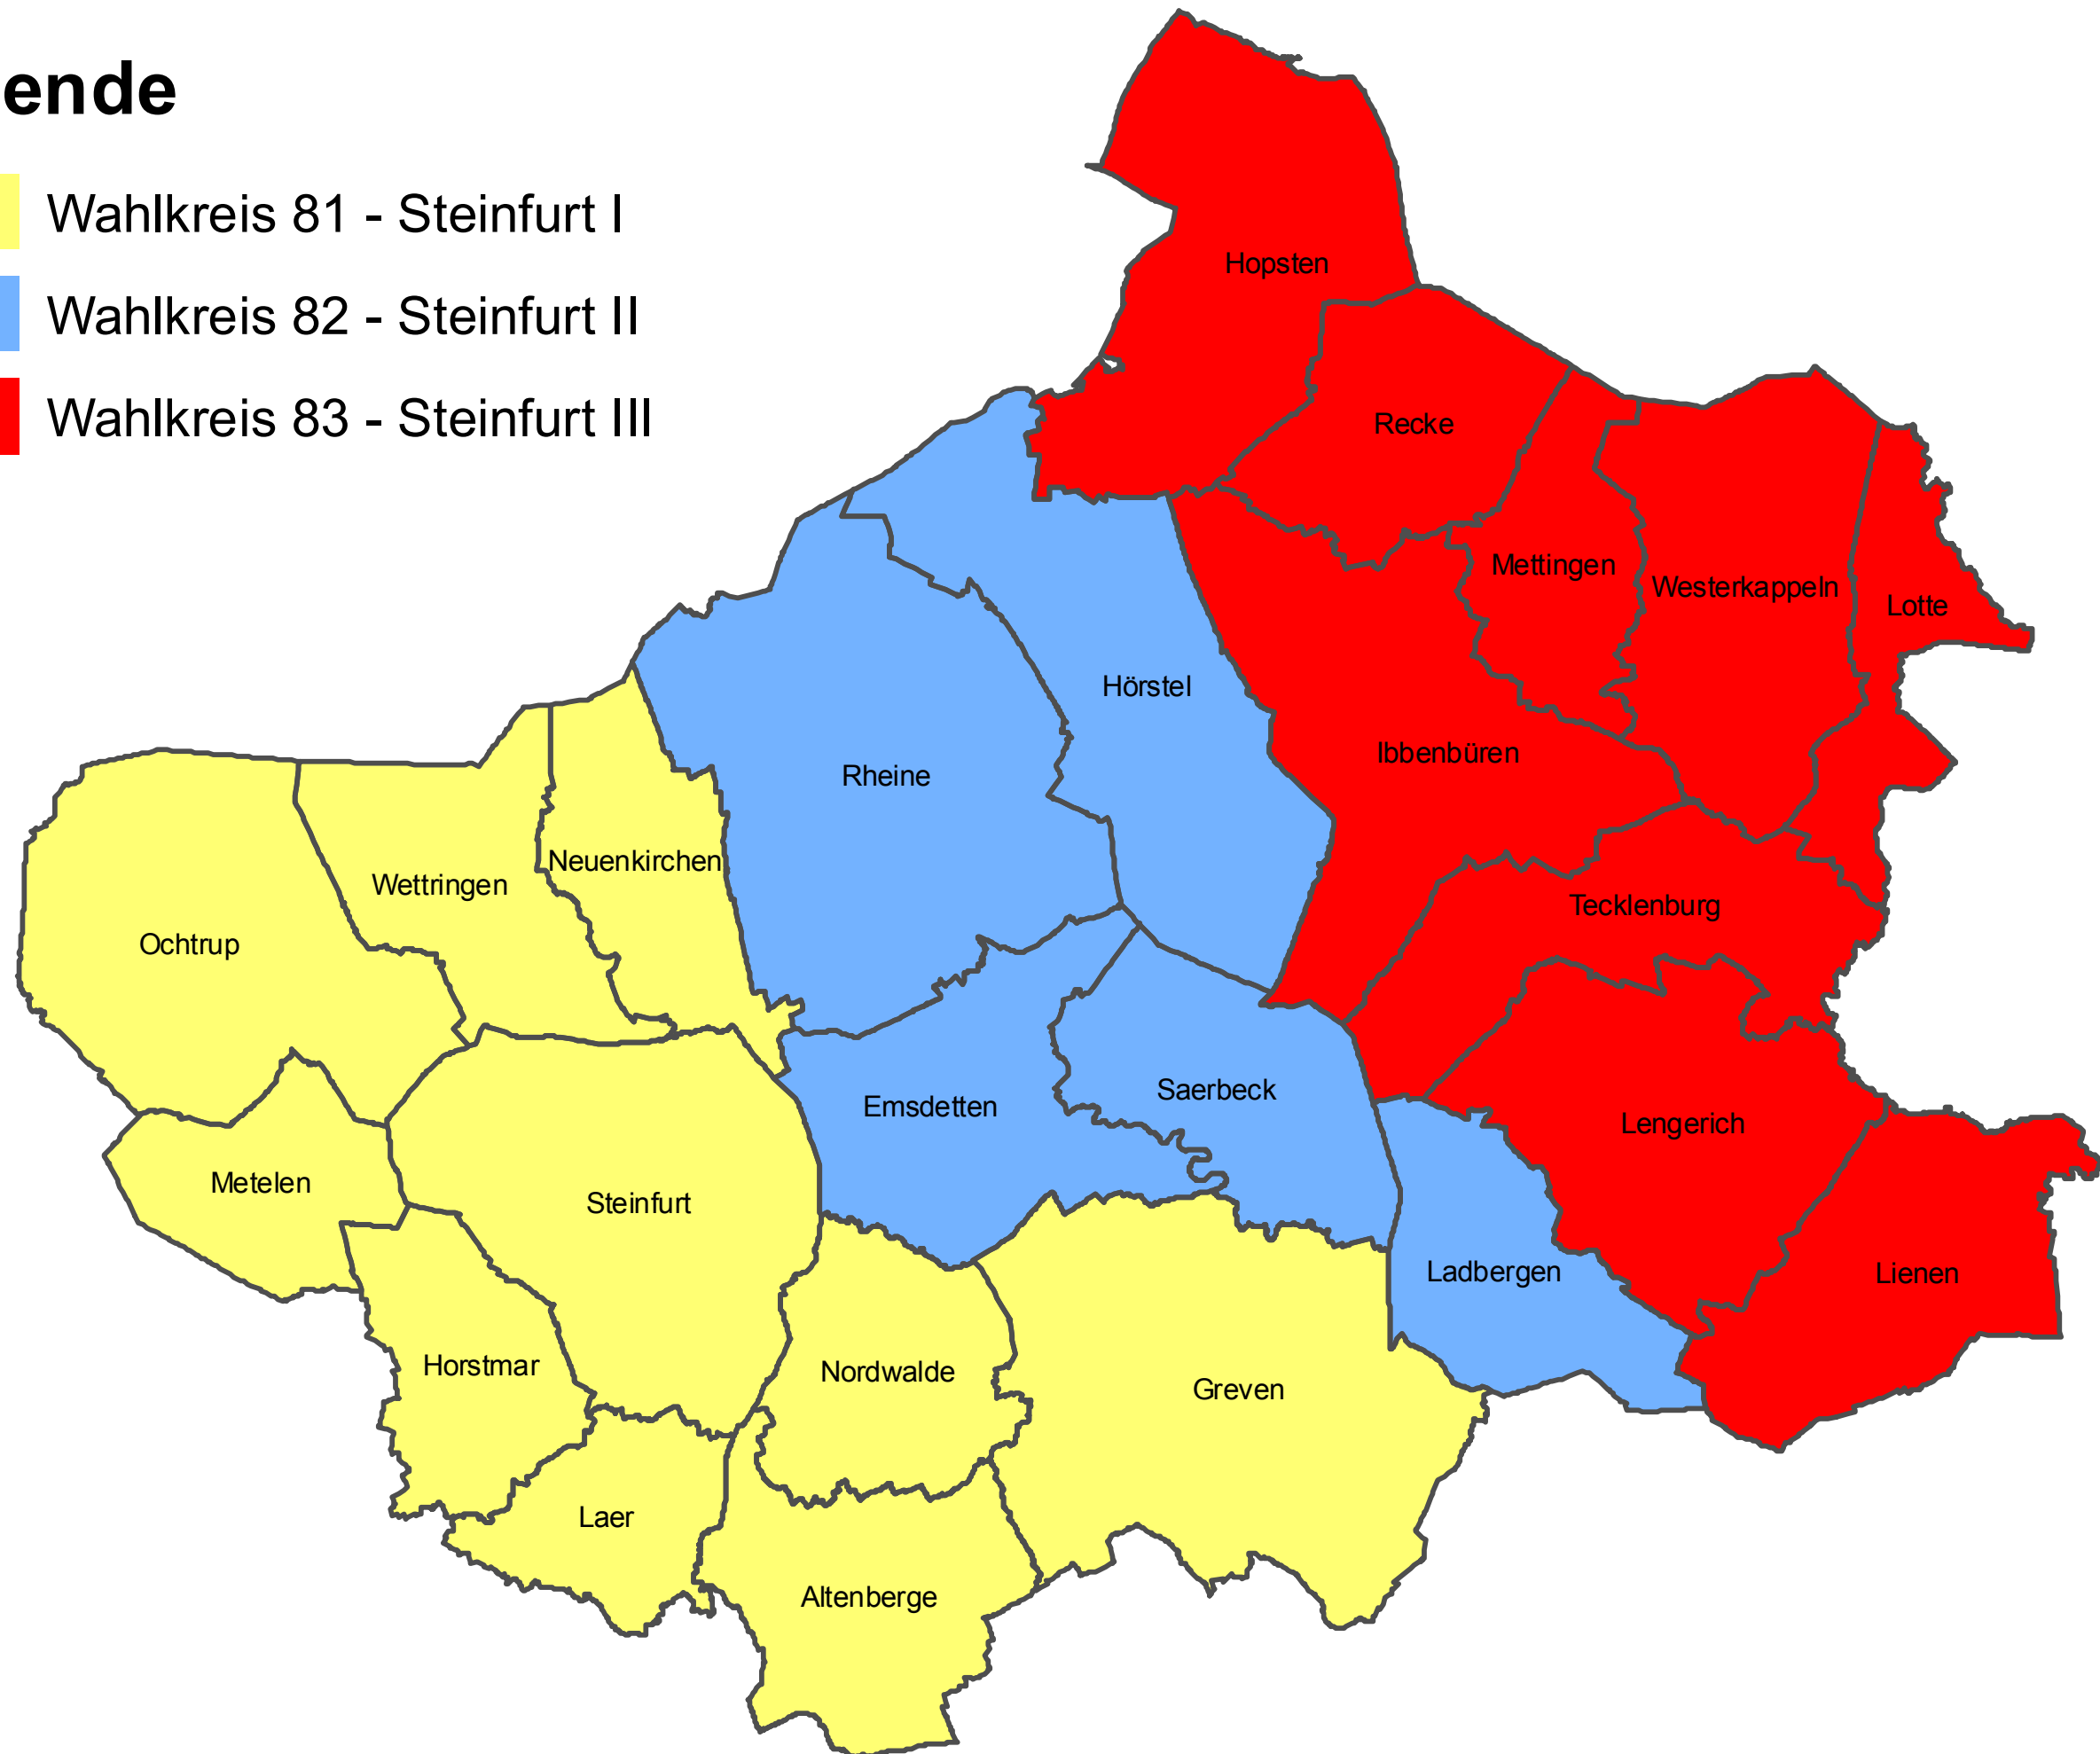 ende
Wahlkreis 81 - Steinfurt I
Wahlkreis 82 - Steinfurt II
Wahlkreis 83 - Steinfurt III
Hopsten
Recke
Mettingen
Westerkappeln
Lotte
Hörstel
Ibbenbüren
Rheine
Neuenkirchen
Wettringen
Tecklenburg
Ochtrup
Saerbeck
Emsdetten
Lengerich
Metelen
Steinfurt
Ladbergen
Lienen
Horstmar
Nordwalde
Greven
Laer
Altenberge